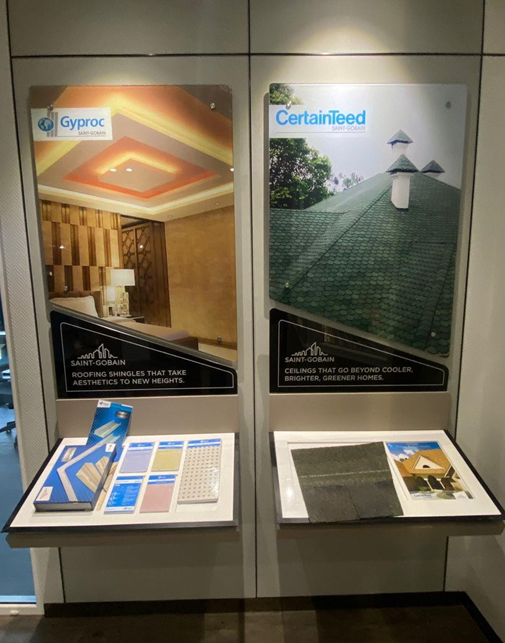 Gyproc
SAINT-GOBAIN
SAINT-GOBAIN
ROOFING SHINGLES THAT TAKE
AESTHETICS TO NEW HEIGHTS.
CertainTeed
SAINT-GOBAIN
SAINT-GOBAIN
CEILINGS THAT GO BEYOND COOLER,
BRIGHTER, GREENER HOMES.